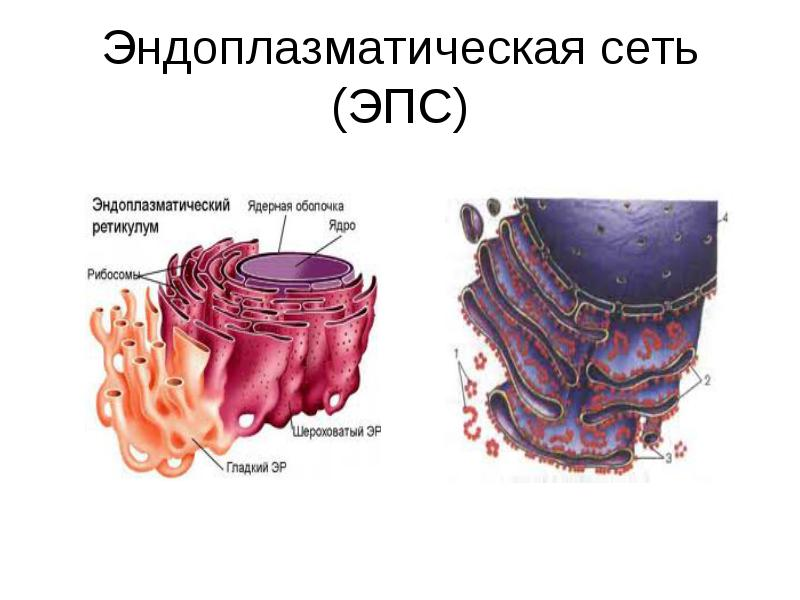 Эндоплазматическая сеть
(ЭПС)
Эндоплазматический
ретикулум
Ядерная оболочка
Ядро
Рибосомы
Шероховатый ЭР
Гладкий ЭР
4
1
2
3